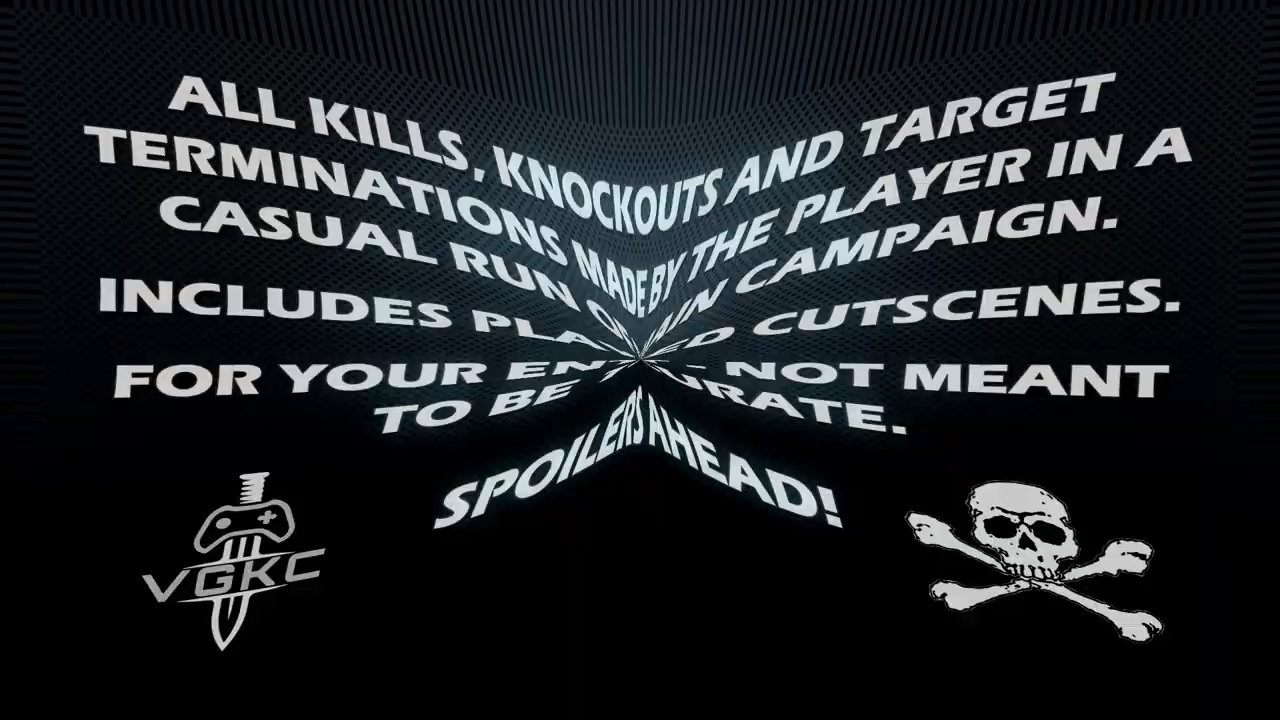 ALL KILLS, KNOCKOUTS AND TARGET
TERMINATIONS MADE BY THE PLAYER IN A
CASUAL RUN CAMPAIGN.
INCLUDES CUTSCENES.
FOR YOUR - NOT MEANT
TO BE
SPOILERS AHEAD!
VGKC